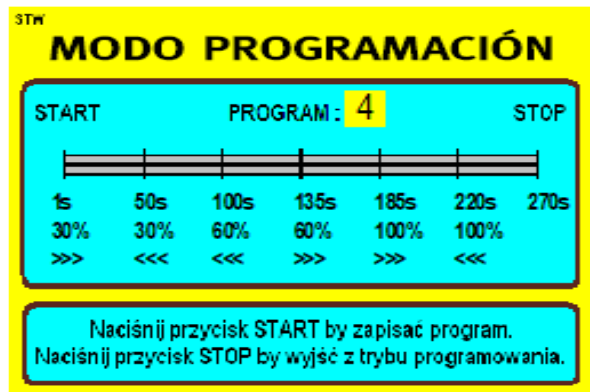 STW
MODO PROGRAMACIÓN
START PROGRAM : 4 STOP
1s 50s 100s 135s 185s 220s 270s
30% 30% 60% 60% 100% 100%
>>> <<< <<< >>> >>> <<<
Naciśnij przycisk START by zapisać program.
Naciśnij przycisk STOP by wyjść z trybu programowania.